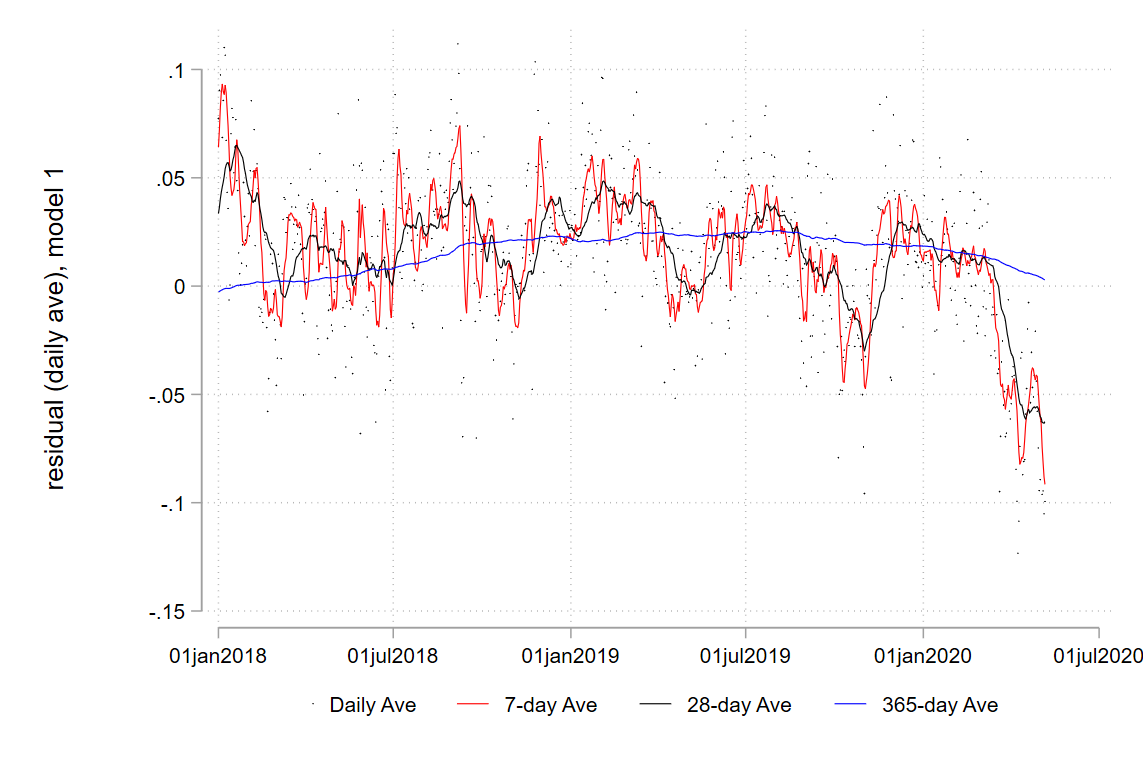 residual (daily ave), model 1
.1
.05
0
-.05
-.1
-.15
01jan2018 01jul2018 01jan2019 01jul2019 01jan2020 01jul2020
Daily Ave 7-day Ave 28-day Ave 365-day Ave